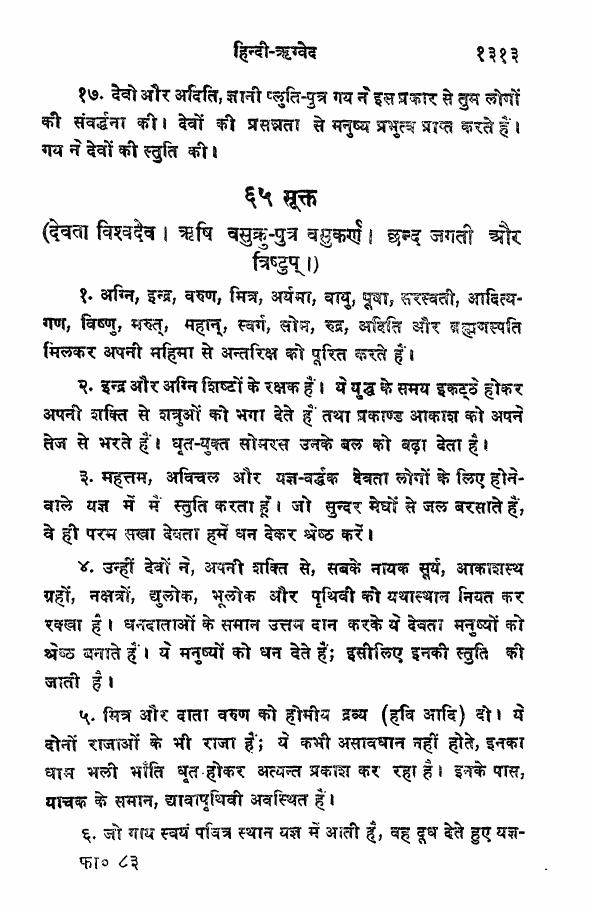 हिन्दी-ऋग्वेद १३१३
१७. देवो और अदिति, ज्ञानी प्लुति-पुत्र गय ने इस प्रकार से तुम लोगों
की संवर्द्धना की। देवों की प्रसन्नता से मनुष्य प्रभुत्व प्राप्त करते हैं।
गय ने देवों की स्तुति की।
६५ सूक्त
(देवता विश्वदेव। ऋषि वसुक्रु-पुत्र वसुकर्ण। छन्द जगती और
त्रिष्टुप्।)
१. अग्नि, इन्द्र, वरुण, मित्र, अर्यमा, वायु, पूषा, सरस्वती, आदित्य-
गण, विष्णु, मरुत्, महान्, स्वर्ग, सोम, रुद्र, अदिति और ब्रह्मणस्पति
मिलकर अपनी महिमा से अन्तरिक्ष को पूरित करते हैं।
२. इन्द्र और अग्नि शिष्टों के रक्षक हैं। ये युद्ध के समय इकट्ठे होकर
अपनी शक्ति से शत्रुओं को भगा देते हैं तथा प्रकाण्ड आकाश को अपने
तेज से भरते हैं। घृत-युक्त सोमरस उनके बल को बढ़ा देता है।
३. महत्तम, अविचल और यज्ञ-वर्द्धक देवता लोगों के लिए होने-
वाले यज्ञ में मैं स्तुति करता हूँ। जो सुन्दर मेघों से जल बरसाते हैं,
वे ही परम सखा देवता हमें धन देकर श्रेष्ठ करें।
४. उन्हीं देवों ने, अपनी शक्ति से, सबके नायक सूर्य, आकाशस्थ
ग्रहों, नक्षत्रों, द्युलोक, भूलोक और पृथिवी को यथास्थान नियत कर
रक्खा है। धनदाताओं के समान उत्तम दान करके ये देवता मनुष्यों को
श्रेष्ठ बनाते हैं। ये मनुष्यों को धन देते हैं; इसीलिए इनकी स्तुति की
जाती है।
५. मित्र और दाता वरुण को होमीय द्रव्य (हवि आदि) दो। ये
दोनों राजाओं के भी राजा हैं; ये कभी असावधान नहीं होते, इनका
धाम भली भाँति धृत होकर अत्यन्त प्रकाश कर रहा है। इनके पास,
याचक के समान, द्यावापृथिवी अवस्थित हैं।
६. जो गाय स्वयं पवित्र स्थान यज्ञ में आती है, वह दूध देते हुए यज्ञ-
फा० ८३